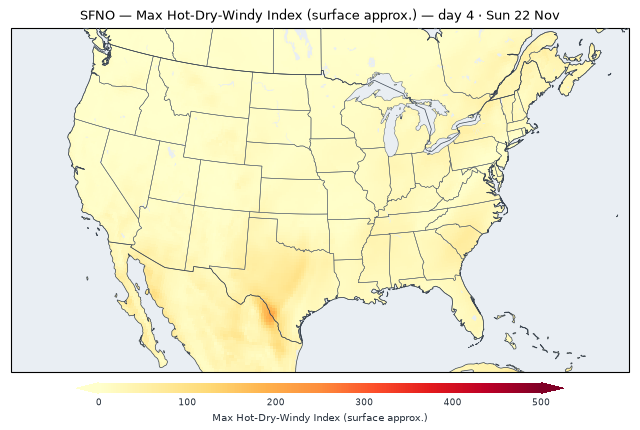 SFNO — Max Hot-Dry-Windy Index (surface approx.) — day 4 · Sun 22 Nov
0 100 200 300 400 500
Max Hot-Dry-Windy Index (surface approx.)